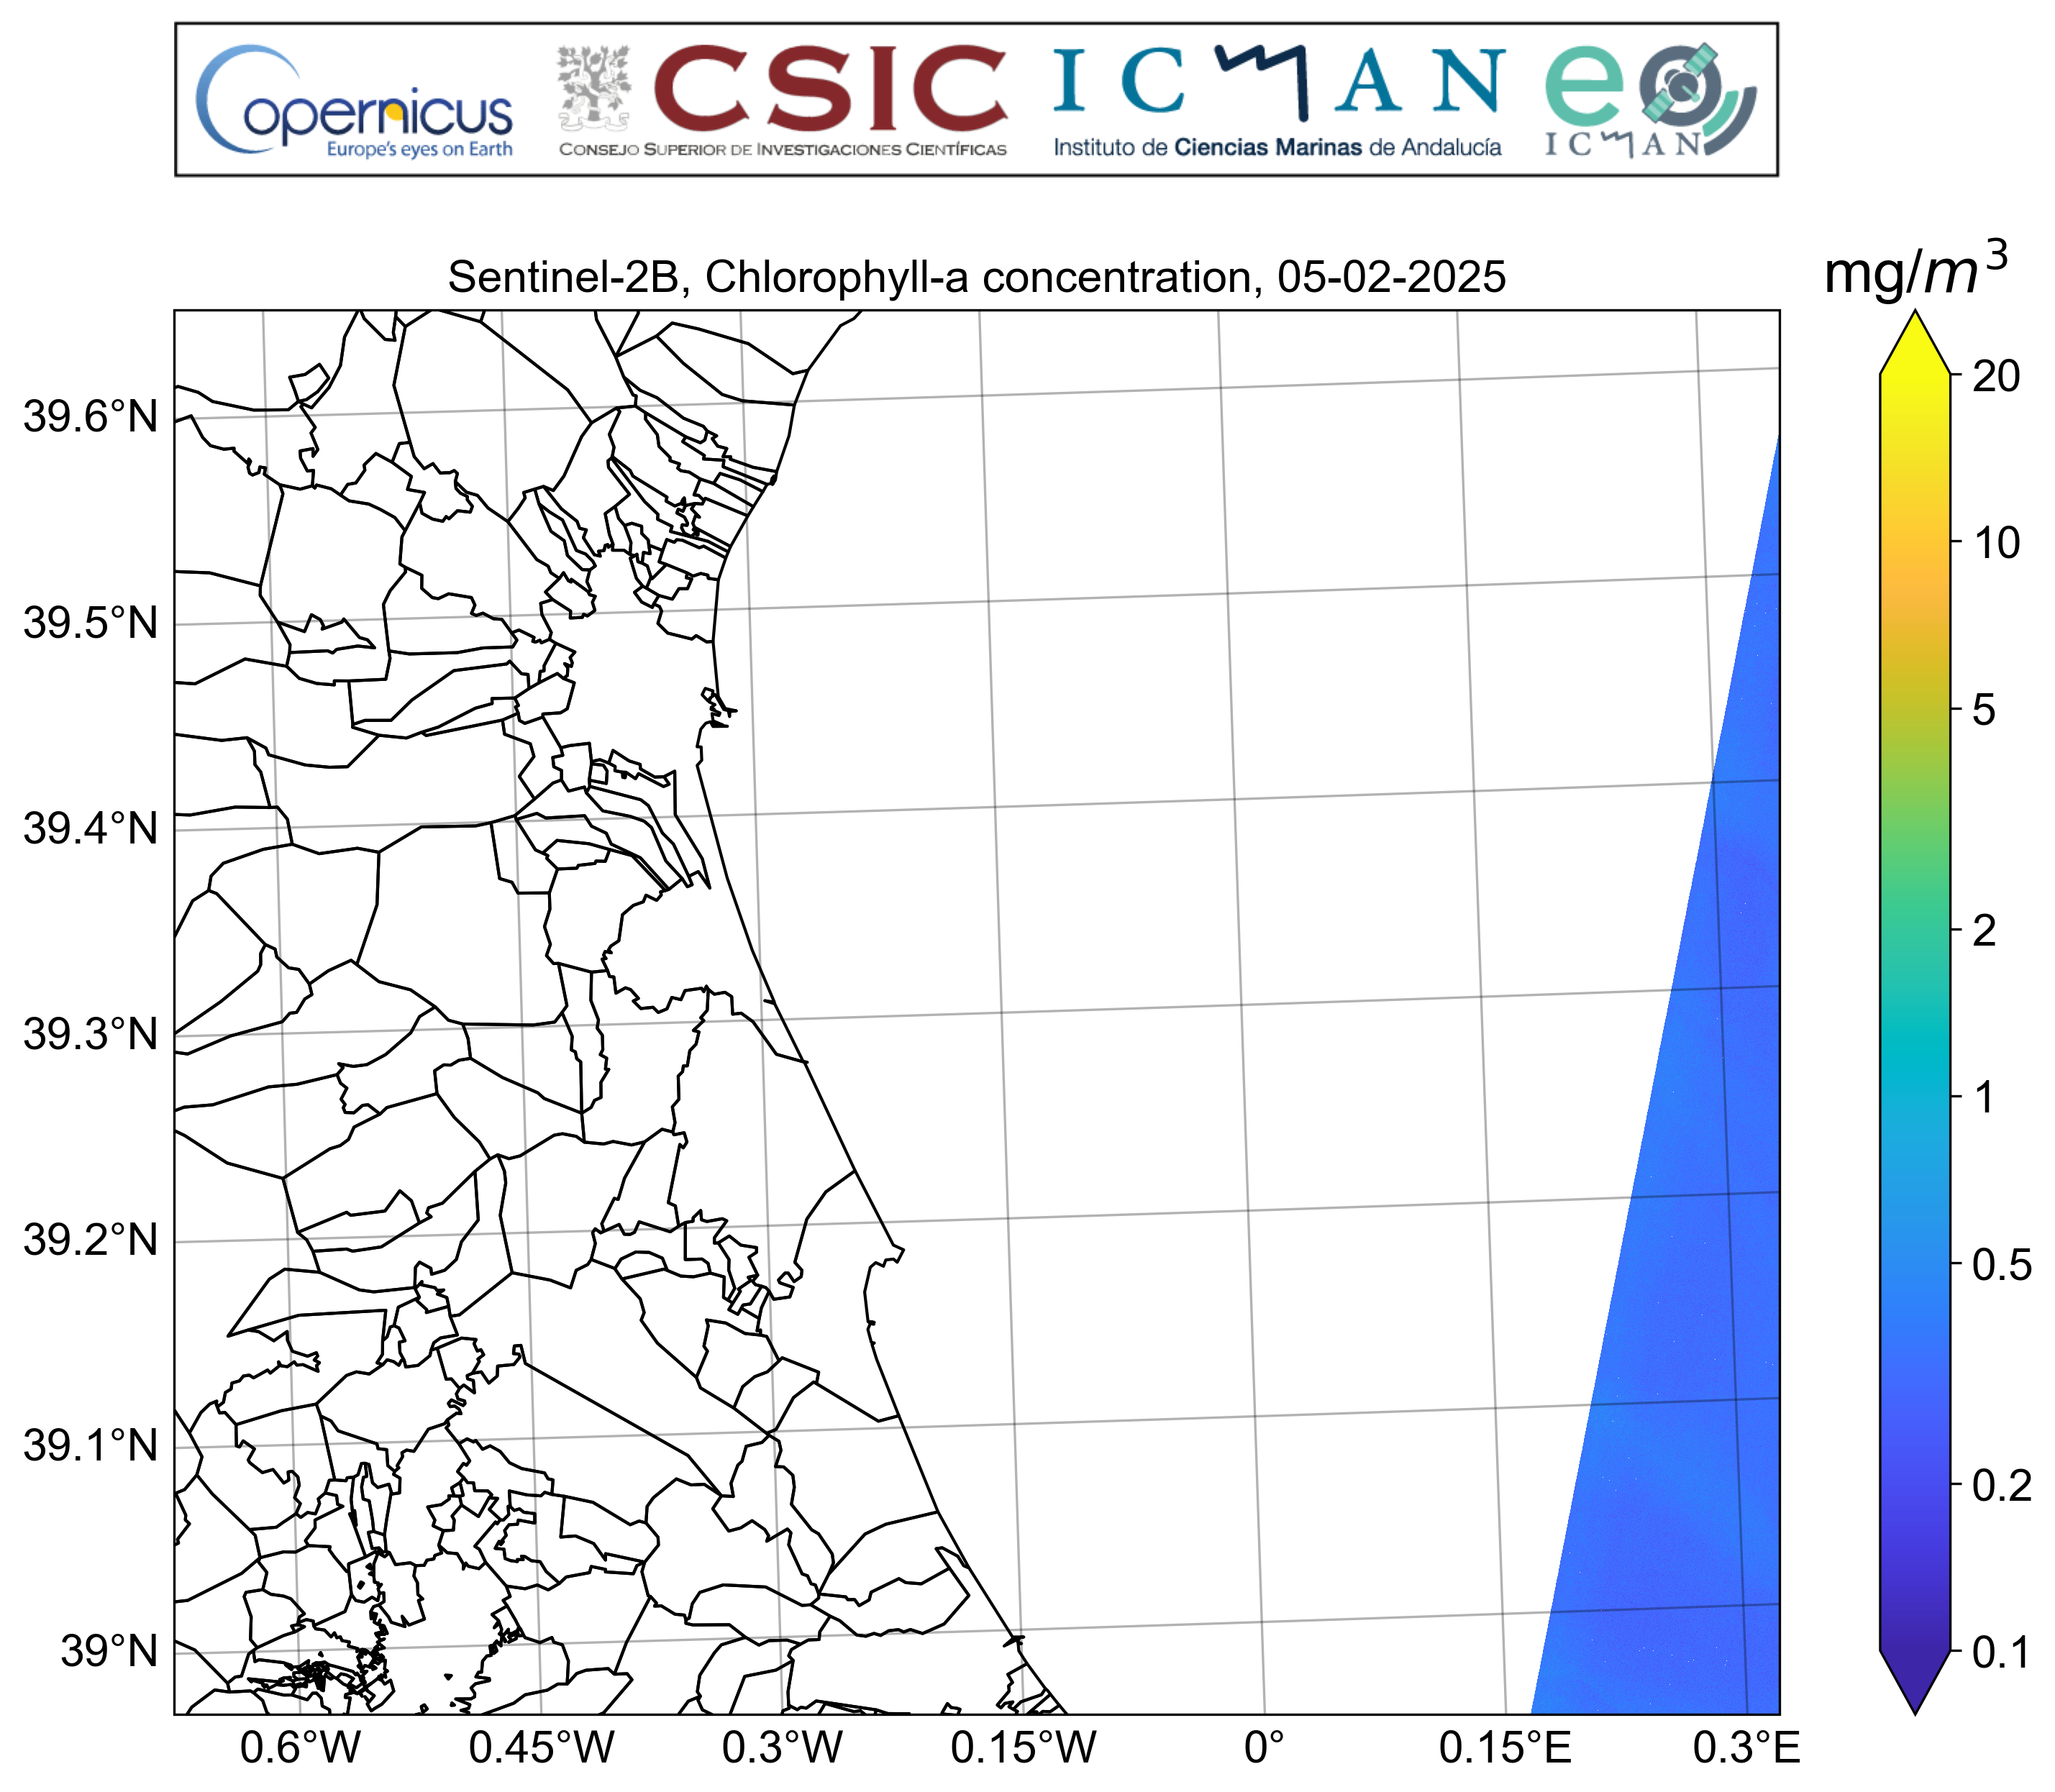 opernicus
Europe's eyes on Earth
CSIC
CONSEJO SUPERIOR DE INVESTIGACIONES CIENTÍFICAS
ICMAN
Instituto de Ciencias Marinas de Andalucía
eo
ICMAN
Sentinel-2B, Chlorophyll-a concentration, 05-02-2025
mg/m³
39.6°N
39.5°N
39.4°N
39.3°N
39.2°N
39.1°N
39°N
0.6°W 0.45°W 0.3°W 0.15°W 0° 0.15°E 0.3°E
20
10
5
2
1
0.5
0.2
0.1